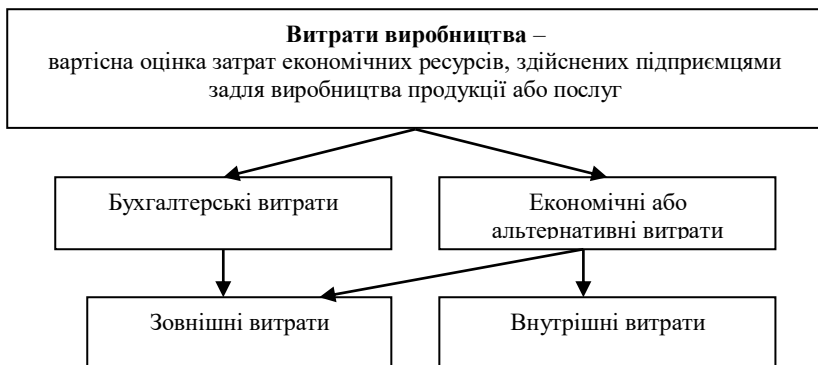 Витрати виробництва –
вартісна оцінка затрат економічних ресурсів, здійснених підприємцями
задля виробництва продукції або послуг
Бухгалтерські витрати
Економічні або
альтернативні витрати
Зовнішні витрати
Внутрішні витрати